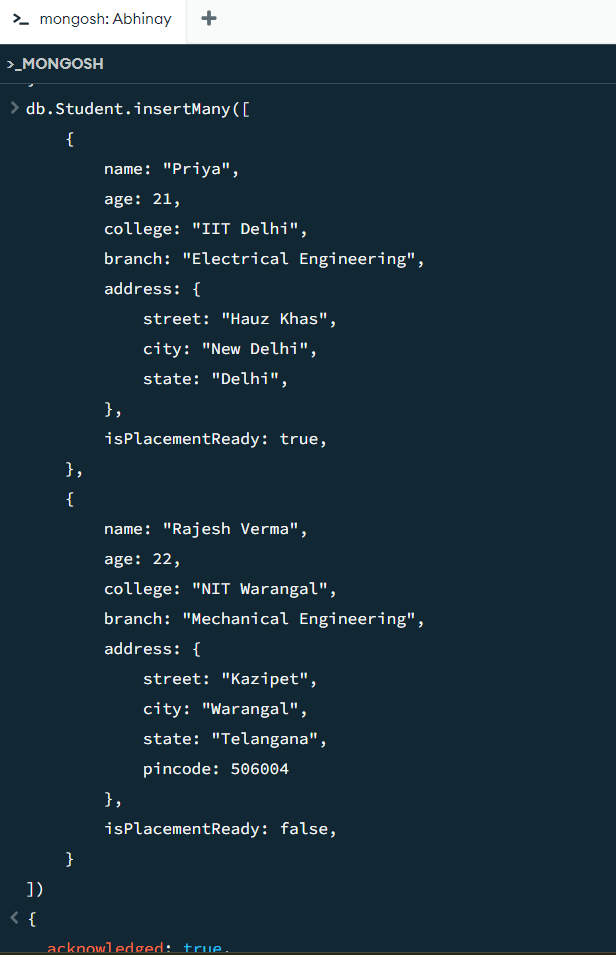 >_ mongosh: Abhinay +
>_MONGOSH
> db.Student.insertMany([
{
name: "Priya",
age: 21,
college: "IIT Delhi",
branch: "Electrical Engineering",
address: {
street: "Hauz Khas",
city: "New Delhi",
state: "Delhi",
},
isPlacementReady: true,
},
{
name: "Rajesh Verma",
age: 22,
college: "NIT Warangal",
branch: "Mechanical Engineering",
address: {
street: "Kazipet",
city: "Warangal",
state: "Telangana",
pincode: 506004
},
isPlacementReady: false,
}
])
< {
acknowledged: true,